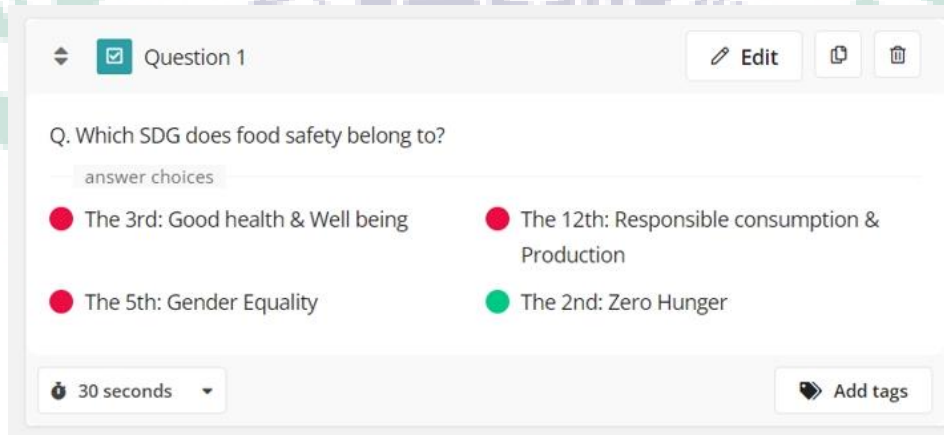 Question 1
Edit
Q. Which SDG does food safety belong to?
answer choices
The 3rd: Good health & Well being
The 12th: Responsible consumption &
Production
The 5th: Gender Equality
The 2nd: Zero Hunger
30 seconds
Add tags